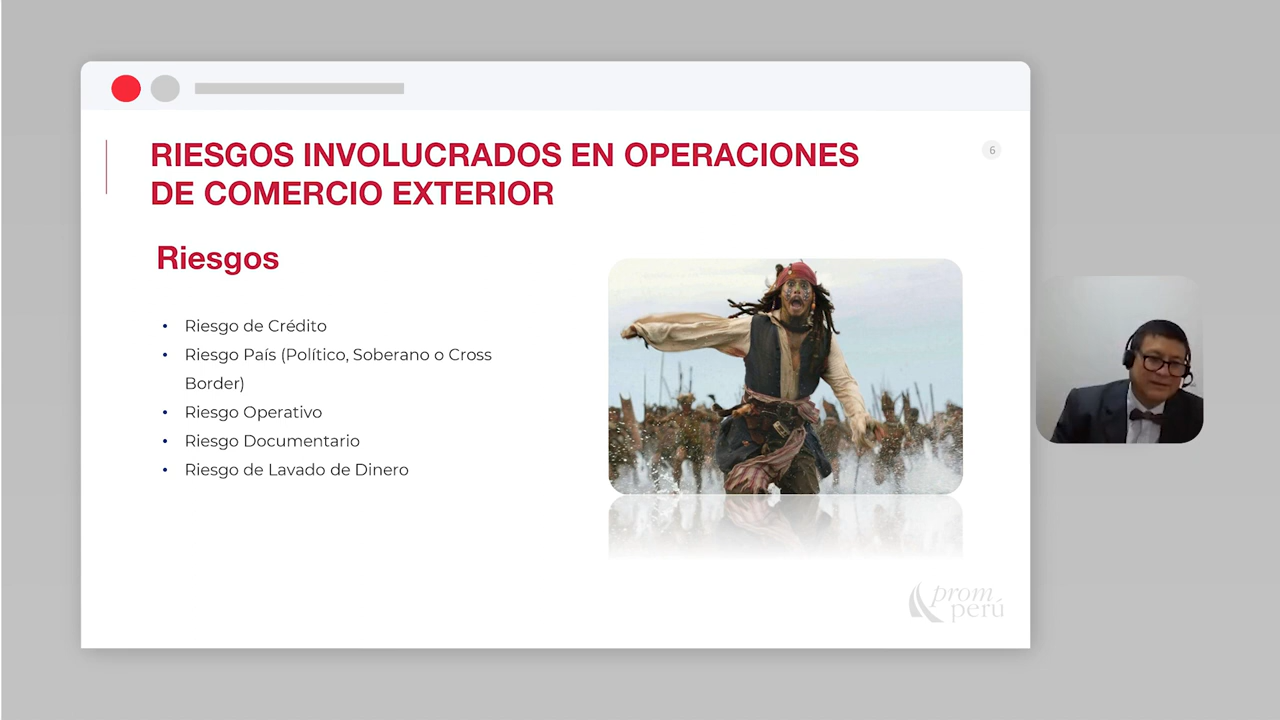 RIESGOS INVOLUCRADOS EN OPERACIONES
DE COMERCIO EXTERIOR
6
Riesgos
• Riesgo de Crédito
• Riesgo País (Político, Soberano o Cross
Border)
• Riesgo Operativo
• Riesgo Documentario
• Riesgo de Lavado de Dinero
prom
perú